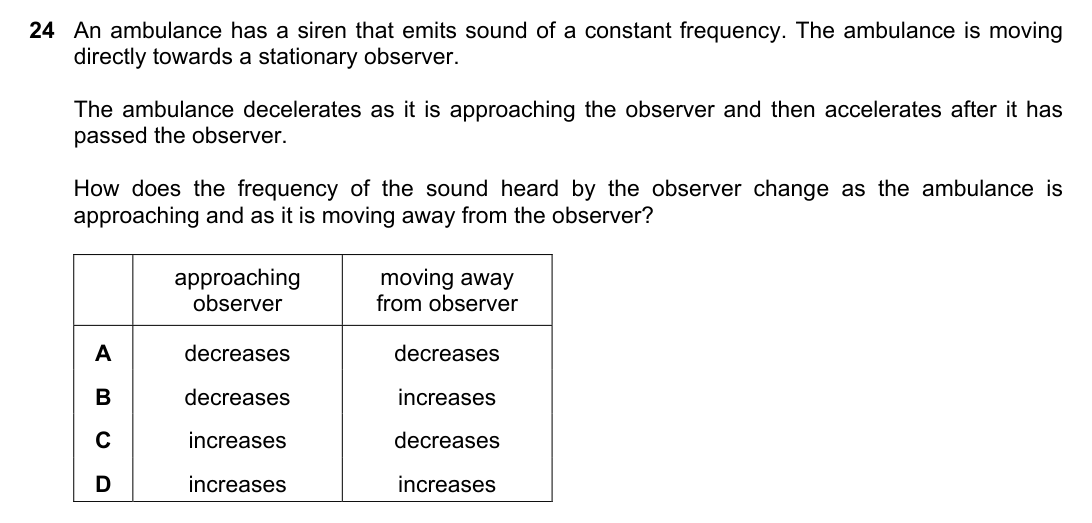 24 An ambulance has a siren that emits sound of a constant frequency. The ambulance is moving
directly towards a stationary observer.
The ambulance decelerates as it is approaching the observer and then accelerates after it has
passed the observer.
How does the frequency of the sound heard by the observer change as the ambulance is
approaching and as it is moving away from the observer?
approaching observer moving away from observer
A decreases decreases
B decreases increases
C increases decreases
D increases increases